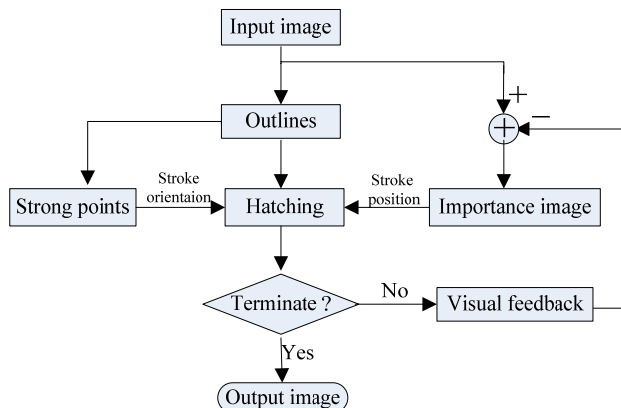 Input image
+
−
+
Outlines
Stroke
orientaion
Stroke
position
Strong points
Hatching
Importance image
Terminate ?
No
Visual feedback
Yes
Output image